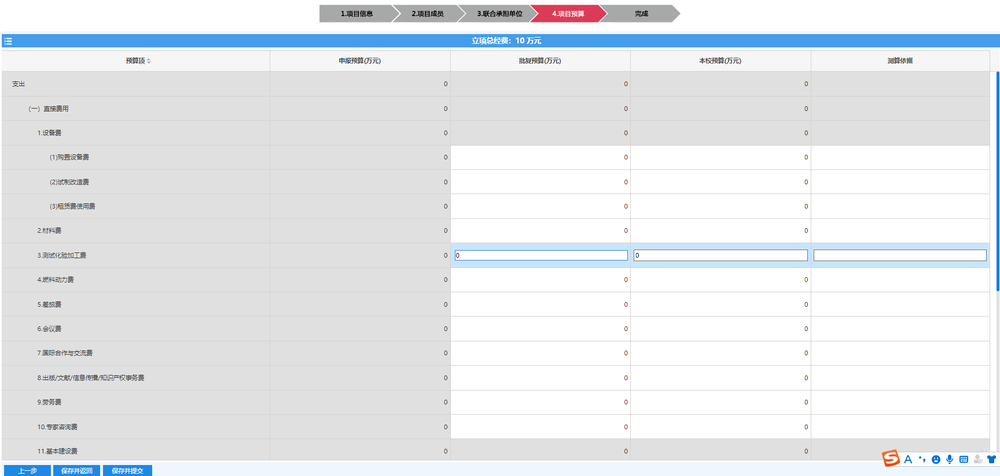 1.项目信息 2.项目成员 3.联合承担单位 4.项目预算 完成
立项总经费：10 万元
预算项 申报预算(万元) 批复预算(万元) 本校预算(万元) 测算依据
支出 0 0 0
（一）直接费用 0 0 0
1.设备费 0 0 0
(1)购置设备费 0 0 0
(2)试制改造费 0 0 0
(3)租赁费使用费 0 0 0
2.材料费 0 0 0
3.测试化验加工费 0 0 0
4.燃料动力费 0 0 0
5.差旅费 0 0 0
6.会议费 0 0 0
7.国际合作与交流费 0 0 0
8.出版/文献/信息传播/知识产权事务费 0 0 0
9.劳务费 0 0 0
10.专家咨询费 0 0 0
11.基本建设费 0 0 0
上一步 保存并返回 保存并提交
S A